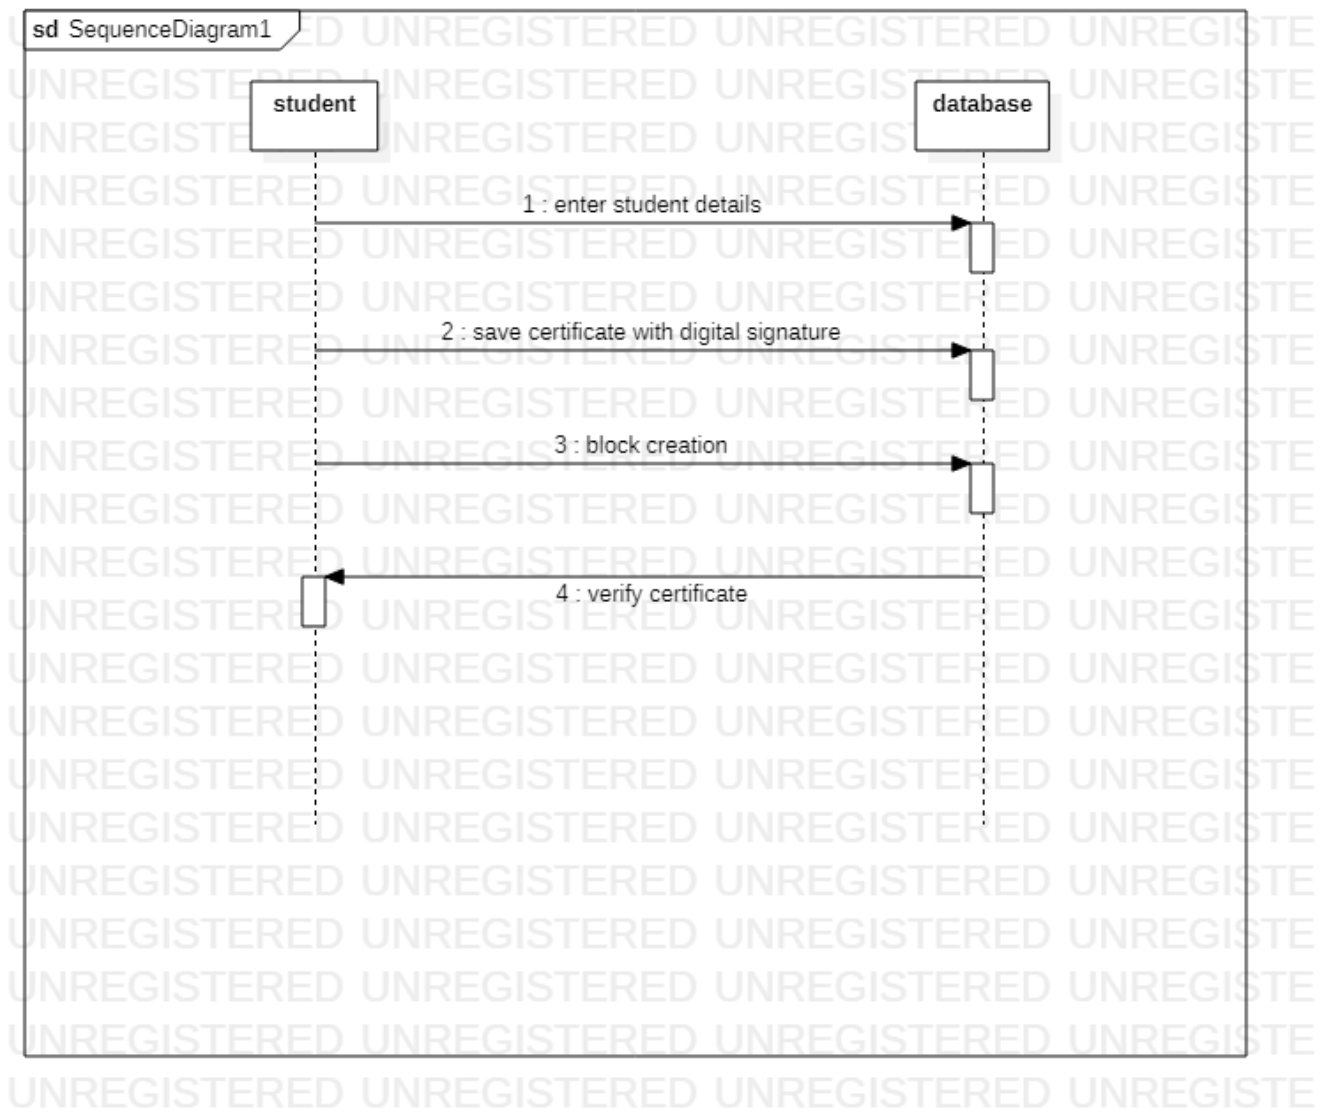 sd SequenceDiagram1
student
database
1 : enter student details
2 : save certificate with digital signature
3 : block creation
4 : verify certificate
UNREGISTERED UNREGISTERED UNREGISTERED UNREGISTE